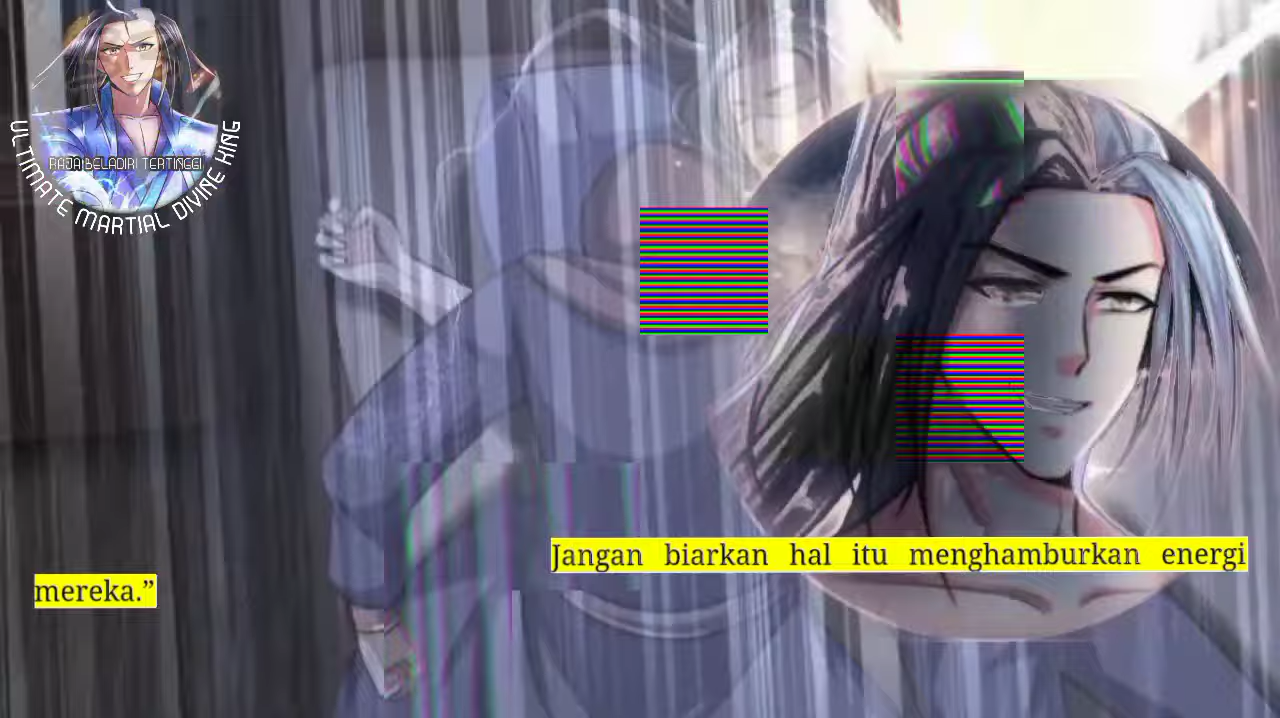 RAJA BELADIRI TERTINGGI
ULTIMATE MARTIAL DIVINE KING
Jangan biarkan hal itu menghamburkan energi
mereka.”